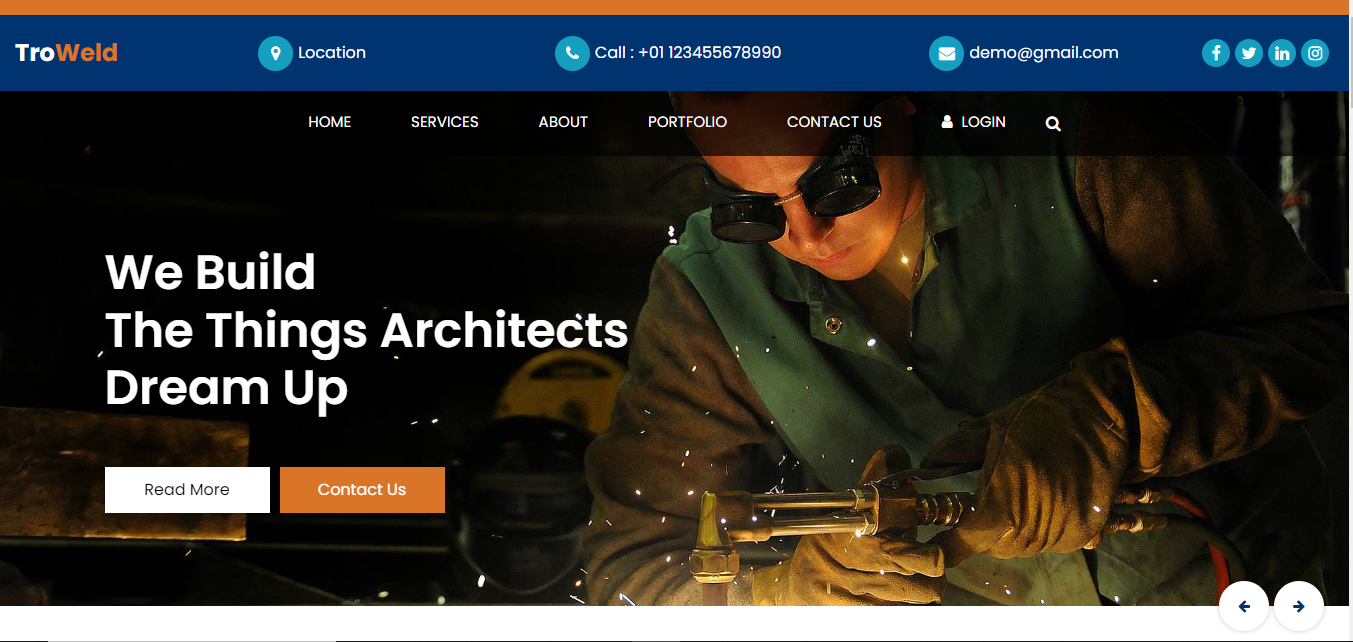 TroWeld
Location
Call : +01 123455678990
demo@gmail.com
HOME
SERVICES
ABOUT
PORTFOLIO
CONTACT US
LOGIN
We Build
The Things Architects
Dream Up
Read More
Contact Us